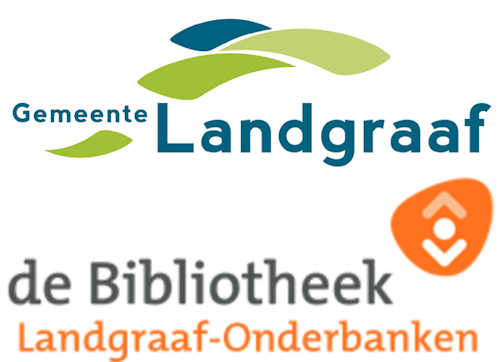 Gemeente Landgraaf
de Bibliotheek
Landgraaf-Onderbanken